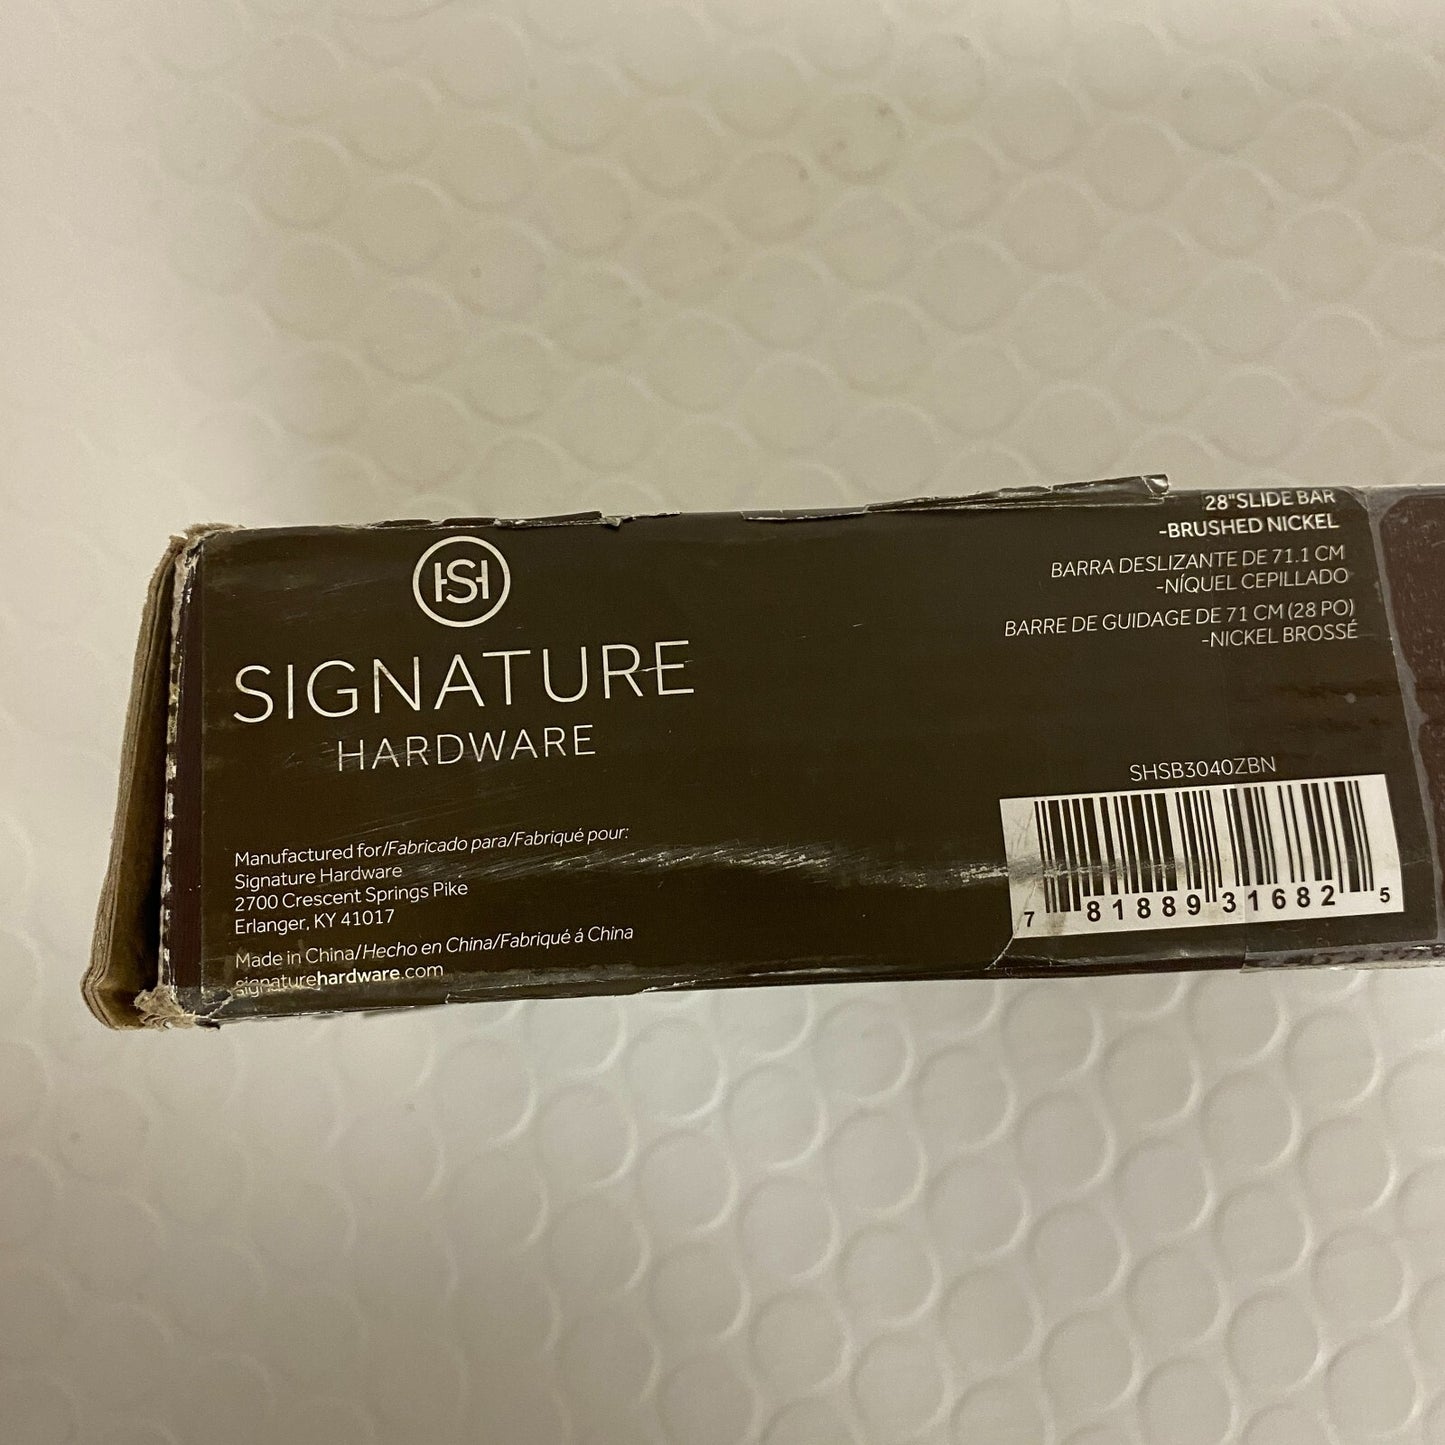 SIGNATURE
HARDWARE
Manufactured for/Fabricado para/Fabriqué pour:
Signature Hardware
2700 Crescent Springs Pike
Erlanger, KY 41017
Made in China/Hecho en China/Fabriqué á China
signaturehardware.com
28"SLIDE BAR
-BRUSHED NICKEL
BARRA DESLIZANTE DE 71.1 CM
-NÍQUEL CEPILLADO
BARRE DE GUIDAGE DE 71 CM (28 PO)
-NICKEL BROSSÉ
SHSB3040ZBN
7 81889 31682 5